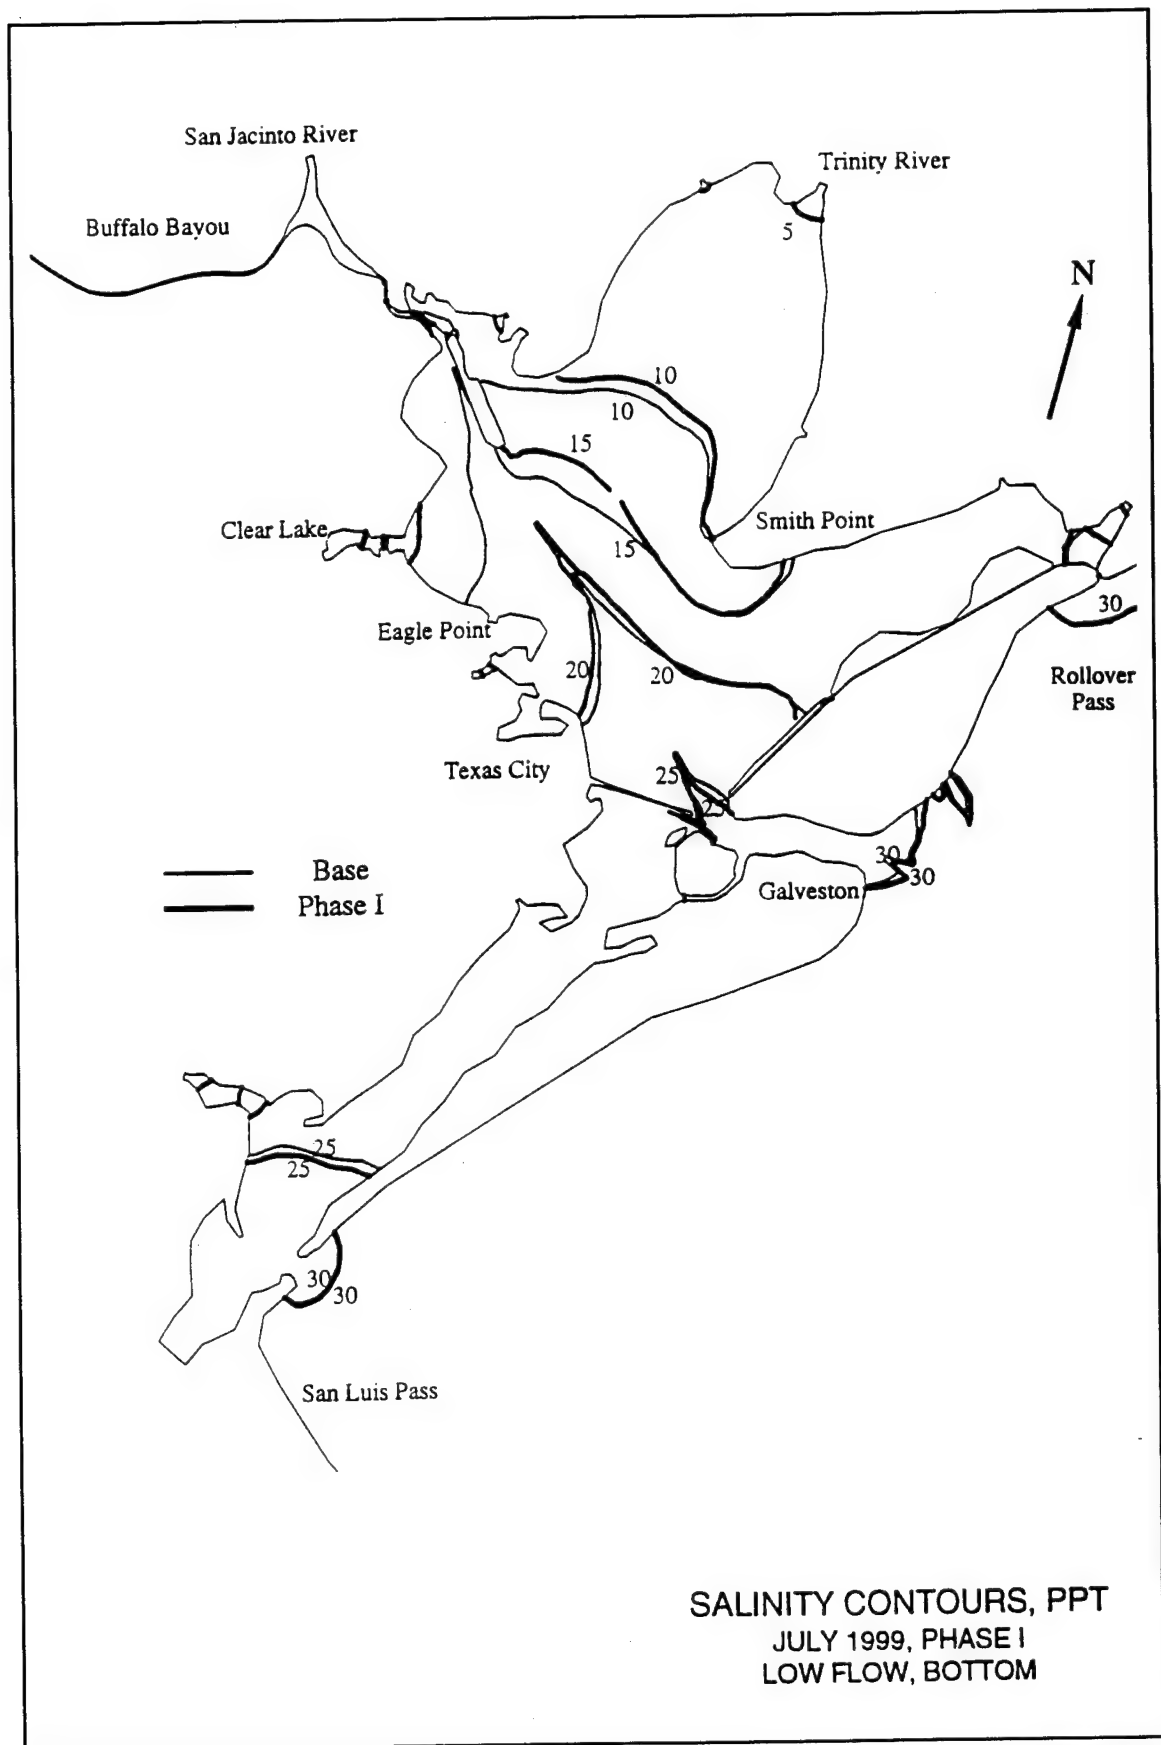 San Jacinto River
Trinity River
Buffalo Bayou
5
N
10
10
15
Smith Point
Clear Lake
15
30
Eagle Point
20
20
Rollover
Pass
Texas City
25
2
Base
30
30
Galveston
Phase I
25
25
30
30
San Luis Pass
SALINITY CONTOURS, PPT
JULY 1999, PHASE I
LOW FLOW, BOTTOM